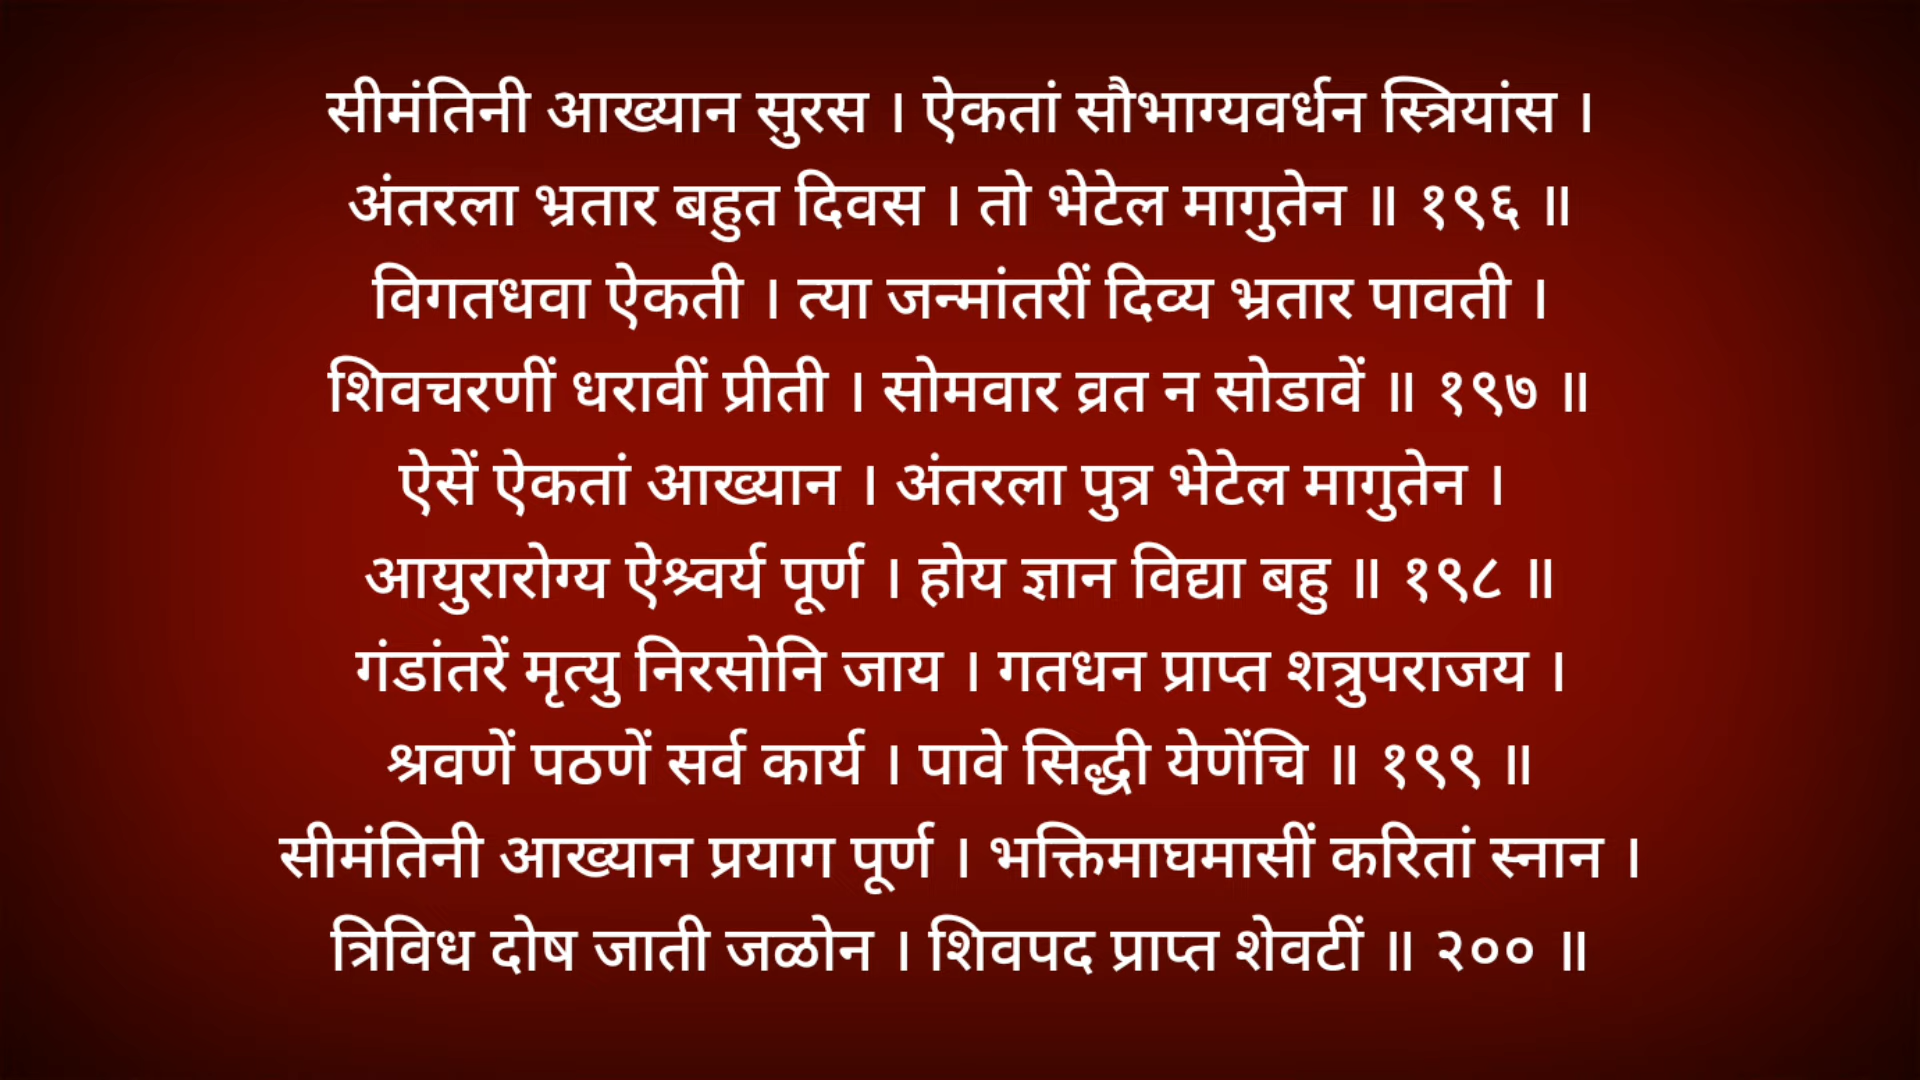 सीमंतिनी आख्यान सुरस । ऐकतां सौभाग्यवर्धन स्त्रियांस ।
अंतरला भ्रतार बहुत दिवस । तो भेटेल मागुतेन ॥ १९६ ॥
विगतधवा ऐकती । त्या जन्मांतरीं दिव्य भ्रतार पावती ।
शिवचरणीं धरावीं प्रीती । सोमवार व्रत न सोडावें ॥ १९७ ॥
ऐसें ऐकतां आख्यान । अंतरला पुत्र भेटेल मागुतेन ।
आयुरारोग्य ऐश्र्वर्य पूर्ण । होय ज्ञान विद्या बहु ॥ १९८ ॥
गंडांतरें मृत्यु निरसोनि जाय । गतधन प्राप्त शत्रुपराजय ।
श्रवणें पठणें सर्व कार्य । पावे सिद्धी येणेंचि ॥ १९९ ॥
सीमंतिनी आख्यान प्रयाग पूर्ण । भक्तिमाघमासीं करितां स्नान ।
त्रिविध दोष जाती जळोन । शिवपद प्राप्त शेवटीं ॥ २०० ॥